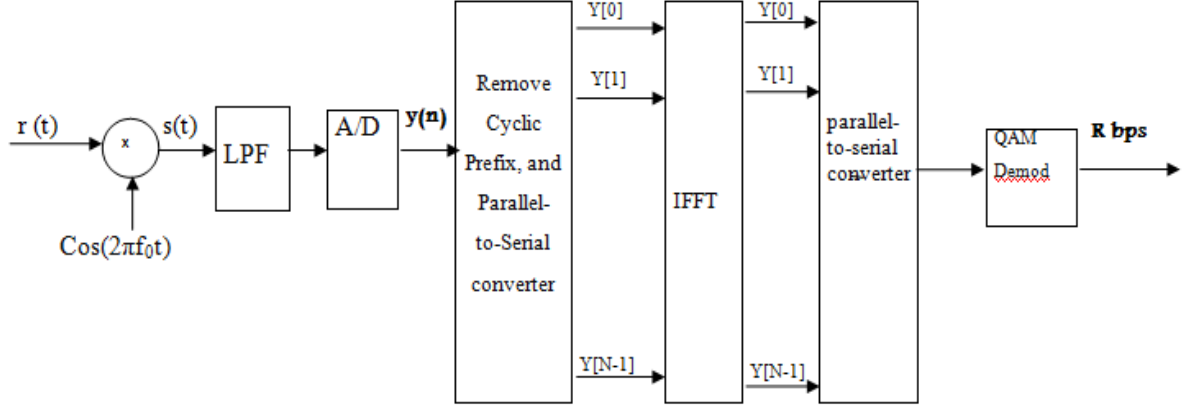 r (t)
x
s(t)
Cos(2πf₀t)
LPF
A/D
y(n)
Remove
Cyclic
Prefix, and
Parallel-
to-Serial
converter
Y[0]
Y[1]
Y[N-1]
IFFT
Y[0]
Y[1]
Y[N-1]
parallel-
to-serial
converter
QAM
Demod
R bps